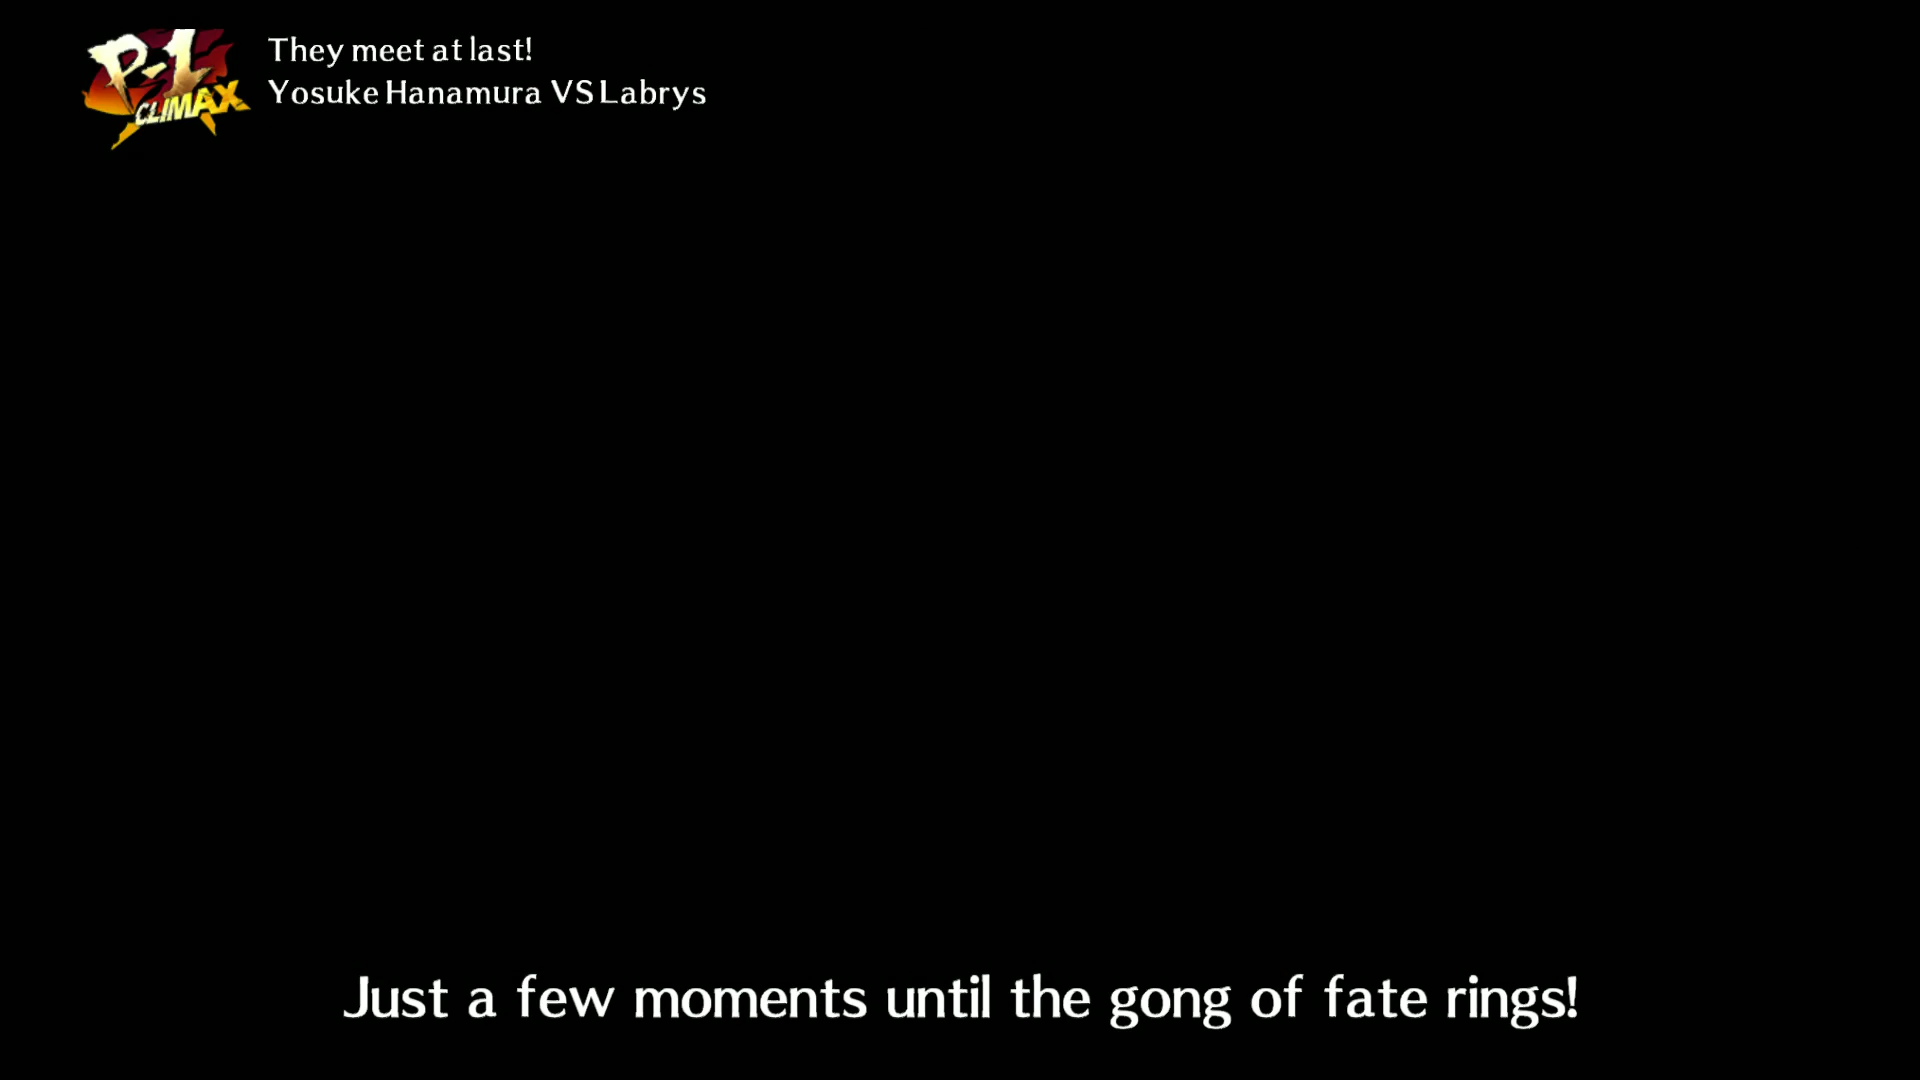 P-1
CLIMAX
They meet at last!
Yosuke Hanamura VS Labrys
Just a few moments until the gong of fate rings!